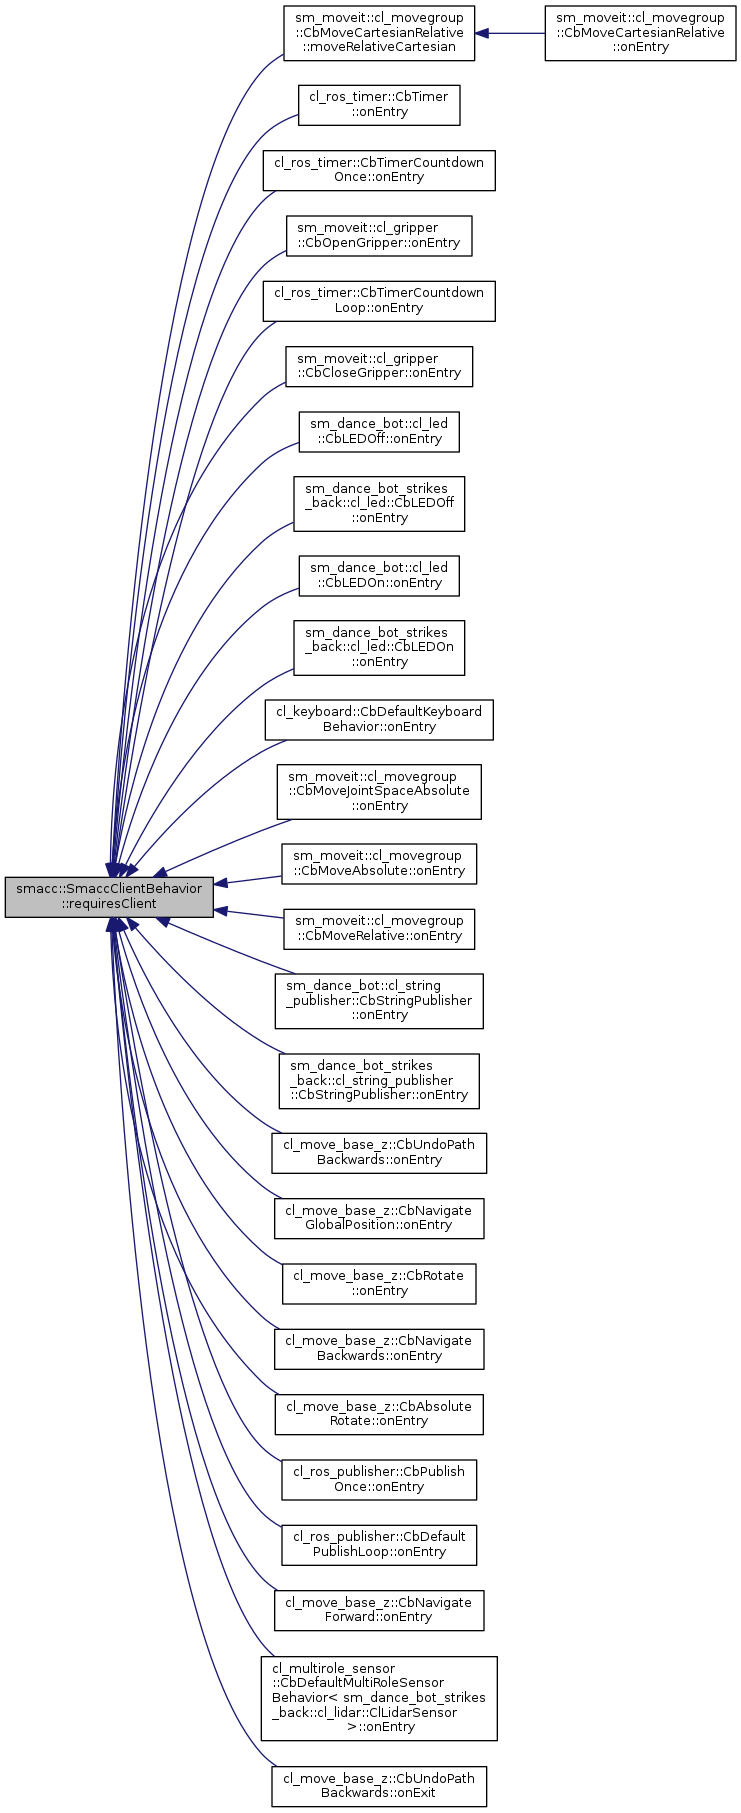 sm_moveit::cl_movegroup
::CbMoveCartesianRelative
::moveRelativeCartesian
sm_moveit::cl_movegroup
::CbMoveCartesianRelative
::onEntry
cl_ros_timer::CbTimer
::onEntry
cl_ros_timer::CbTimerCountdown
Once::onEntry
sm_moveit::cl_gripper
::CbOpenGripper::onEntry
cl_ros_timer::CbTimerCountdown
Loop::onEntry
sm_moveit::cl_gripper
::CbCloseGripper::onEntry
sm_dance_bot::cl_led
::CbLEDOff::onEntry
sm_dance_bot_strikes
_back::cl_led::CbLEDOff
::onEntry
sm_dance_bot::cl_led
::CbLEDOn::onEntry
sm_dance_bot_strikes
_back::cl_led::CbLEDOn
::onEntry
cl_keyboard::CbDefaultKeyboard
Behavior::onEntry
sm_moveit::cl_movegroup
::CbMoveJointSpaceAbsolute
::onEntry
sm_moveit::cl_movegroup
::CbMoveAbsolute::onEntry
smacc::SmaccClientBehavior
::requiresClient
sm_moveit::cl_movegroup
::CbMoveRelative::onEntry
sm_dance_bot::cl_string
_publisher::CbStringPublisher
::onEntry
sm_dance_bot_strikes
_back::cl_string_publisher
::CbStringPublisher::onEntry
cl_move_base_z::CbUndoPath
Backwards::onEntry
cl_move_base_z::CbNavigate
GlobalPosition::onEntry
cl_move_base_z::CbRotate
::onEntry
cl_move_base_z::CbNavigate
Backwards::onEntry
cl_move_base_z::CbAbsolute
Rotate::onEntry
cl_ros_publisher::CbPublish
Once::onEntry
cl_ros_publisher::CbDefault
PublishLoop::onEntry
cl_move_base_z::CbNavigate
Forward::onEntry
cl_multirole_sensor
::CbDefaultMultiRoleSensor
Behavior< sm_dance_bot_strikes
_back::cl_lidar::ClLidarSensor
>::onEntry
cl_move_base_z::CbUndoPath
Backwards::onExit